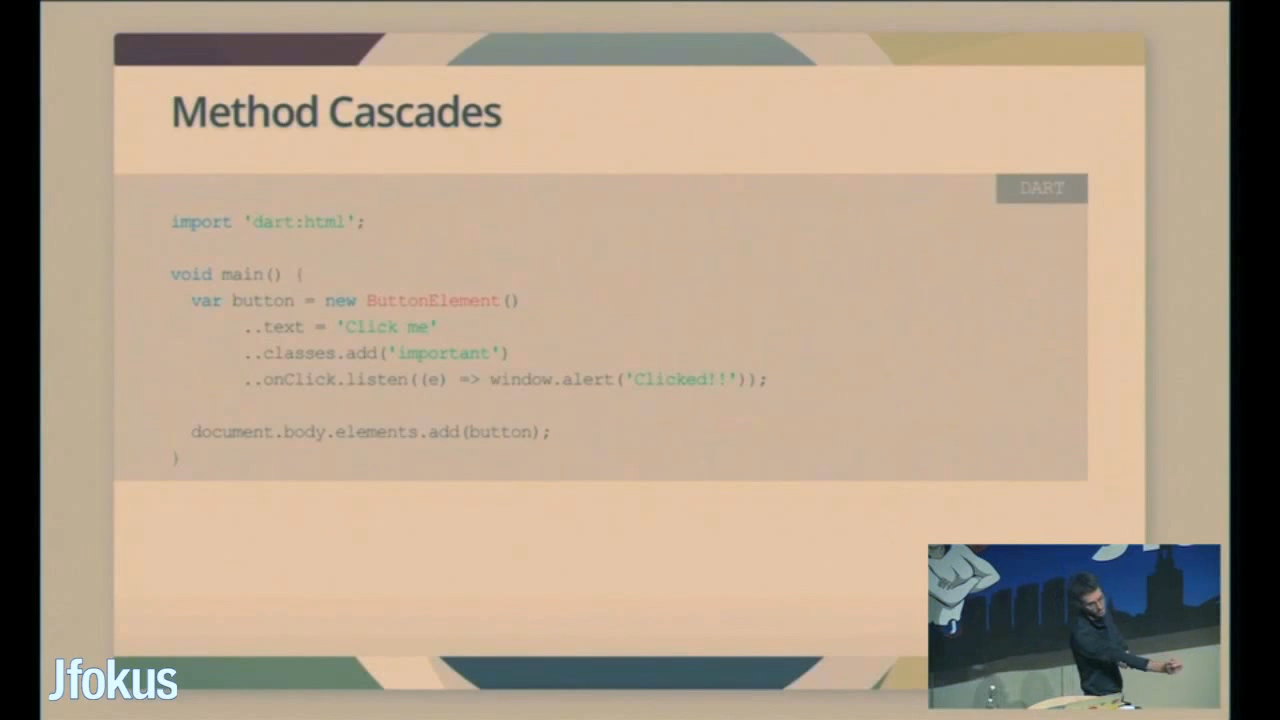 Method Cascades
DART
import 'dart:html';
void main() {
var button = new ButtonElement()
..text = 'Click me'
..classes.add('important')
..onClick.listen((e) => window.alert('Clicked!!'));
document.body.elements.add(button);
}
Jfokus